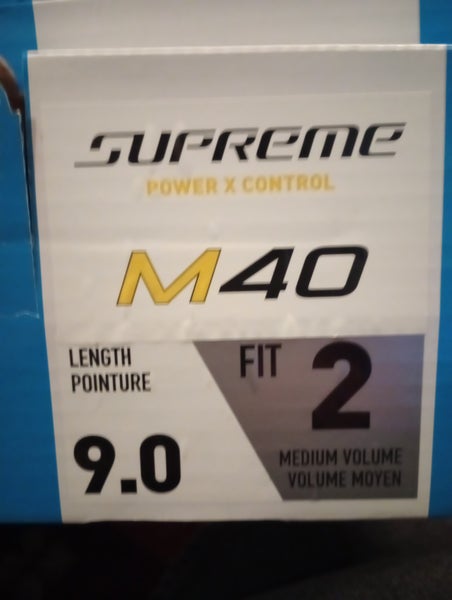 SUPREME
POWER X CONTROL
M40
LENGTH
POINTURE
9.0
FIT 2
MEDIUM VOLUME
VOLUME MOYEN